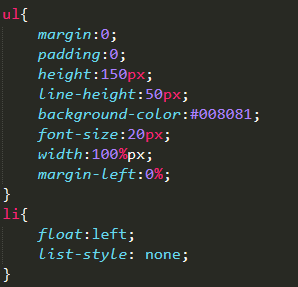 ul{
margin:0;
padding:0;
height:150px;
line-height:50px;
background-color:#008081;
font-size:20px;
width:100%px;
margin-left:0%;
}
li{
float:left;
list-style: none;
}